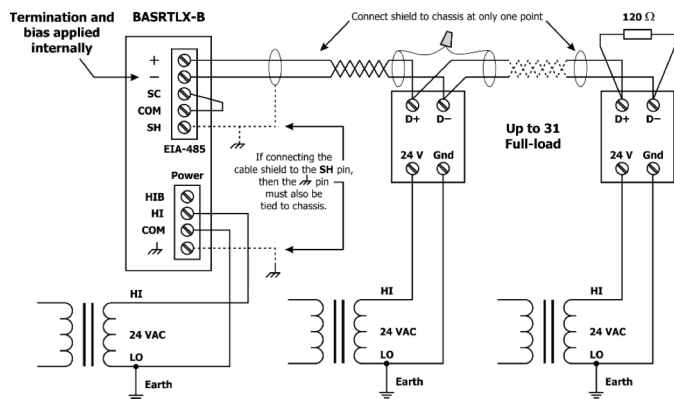 Termination and
bias applied
internally
BASRTLX-B
+
−
SC
COM
SH
EIA-485
Power
HIB
HI
COM
Connect shield to chassis at only one point
120 Ω
If connecting the
cable shield to the SH pin,
then the pin
must also be
tied to chassis.
D+ D−
24 V Gnd
Up to 31
Full-load
D+ D−
24 V Gnd
HI
24 VAC
LO
Earth
HI
24 VAC
LO
Earth
HI
24 VAC
LO
Earth